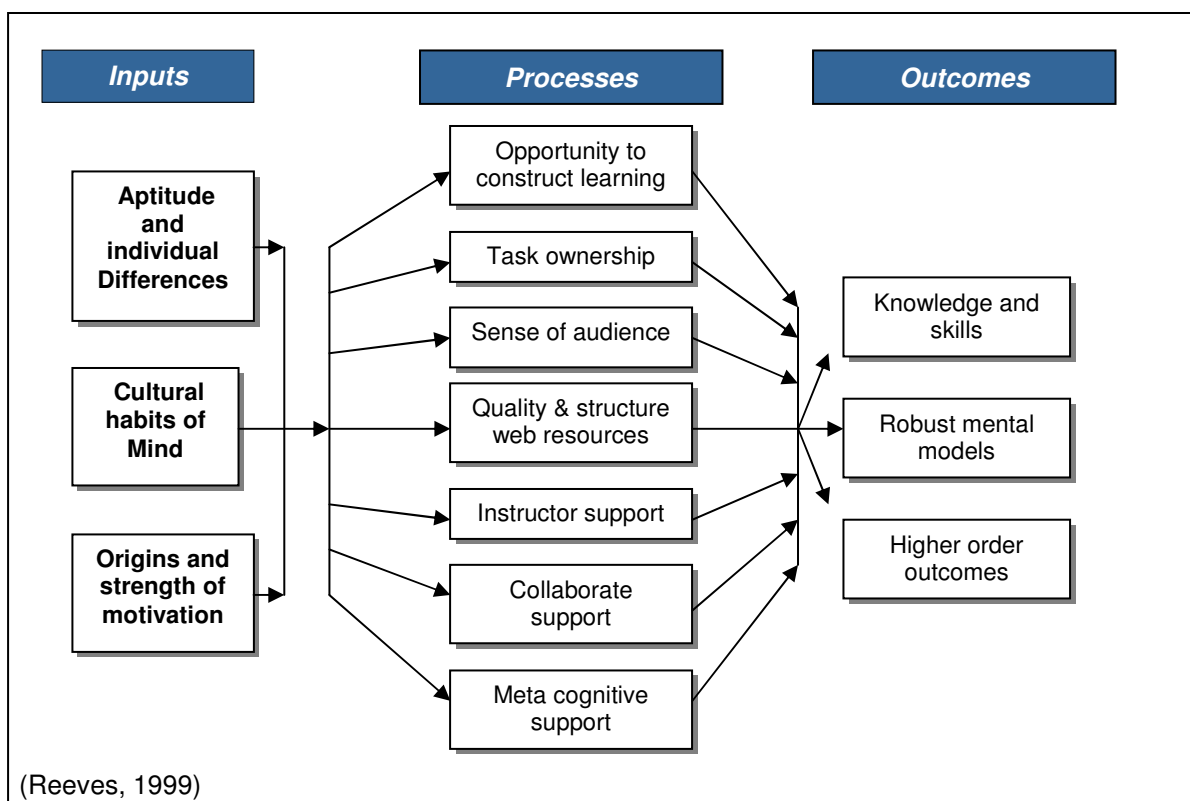 Inputs
Processes
Outcomes
Aptitude
and
individual
Differences
Cultural
habits of
Mind
Origins and
strength of
motivation
Opportunity to
construct learning
Task ownership
Sense of audience
Quality & structure
web resources
Instructor support
Collaborate
support
Meta cognitive
support
Knowledge and
skills
Robust mental
models
Higher order
outcomes
(Reeves, 1999)